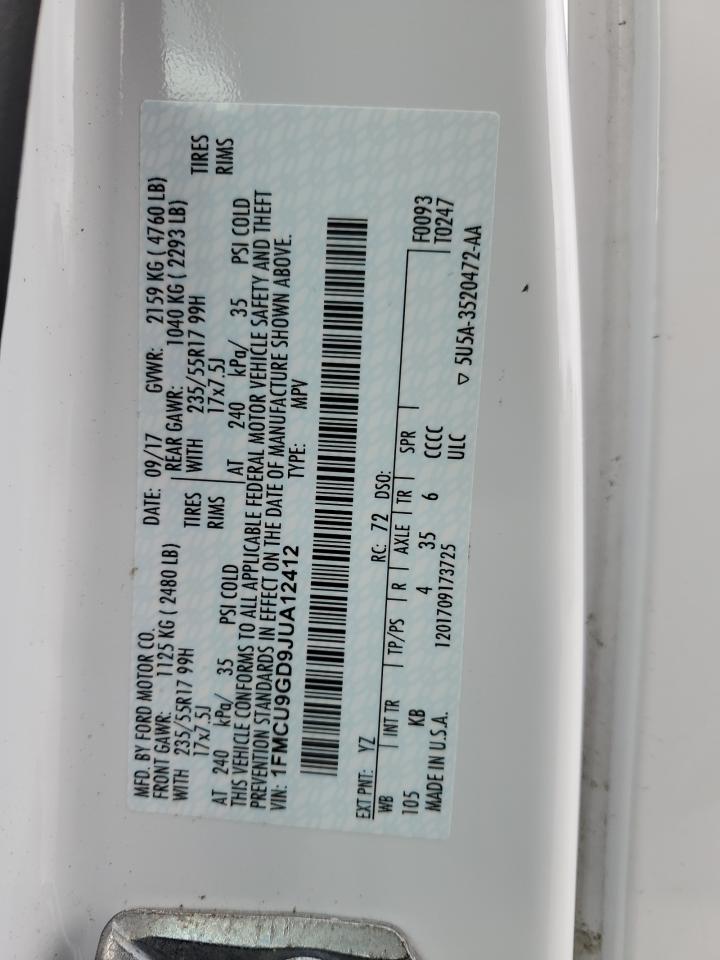 MFD. BY FORD MOTOR CO.
DATE: 09/17 GVWR: 2159 KG ( 4760 LB)
FRONT GAWR: 1125 KG ( 2480 LB)
REAR GAWR: 1040 KG ( 2293 LB)
WITH 235/55R17 99H TIRES
WITH 235/55R17 99H TIRES
17x7.5J RIMS
17x7.5J RIMS
AT 240 kPa/ 35 PSI COLD
AT 240 kPa/ 35 PSI COLD
THIS VEHICLE CONFORMS TO ALL APPLICABLE FEDERAL MOTOR VEHICLE SAFETY AND THEFT
PREVENTION STANDARDS IN EFFECT ON THE DATE OF MANUFACTURE SHOWN ABOVE.
VIN: 1FMCU9GD9JUA12412 TYPE: MPV
EXT PNT: YZ RC: 72 DSO: F0093
WB INT TR TP/PS R AXLE TR SPR T0247
105 KB 4 35 6 CCCC
MADE IN U.S.A. 1201709173725 ULC
▽ 5U5A-3520472-AA